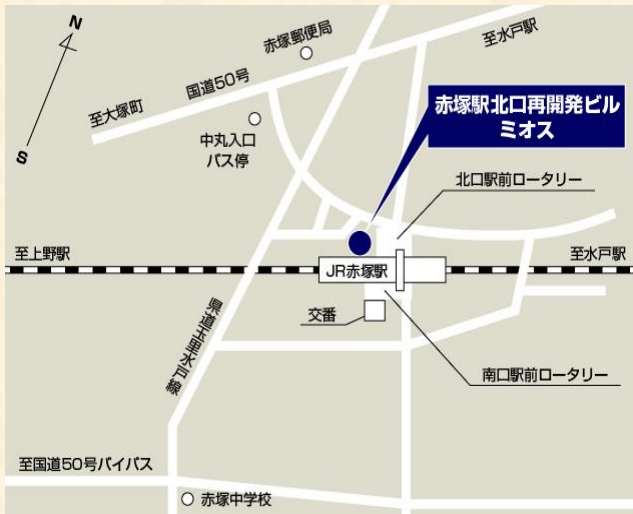 N
S
赤塚郵便局
至水戸駅
国道50号
至大塚町
中丸入口
バス停
赤塚駅北口再開発ビル
ミオス
北口駅前ロータリー
至上野駅
至水戸駅
JR赤塚駅
交番
県道玉里水戸線
南口駅前ロータリー
至国道50号バイパス
赤塚中学校